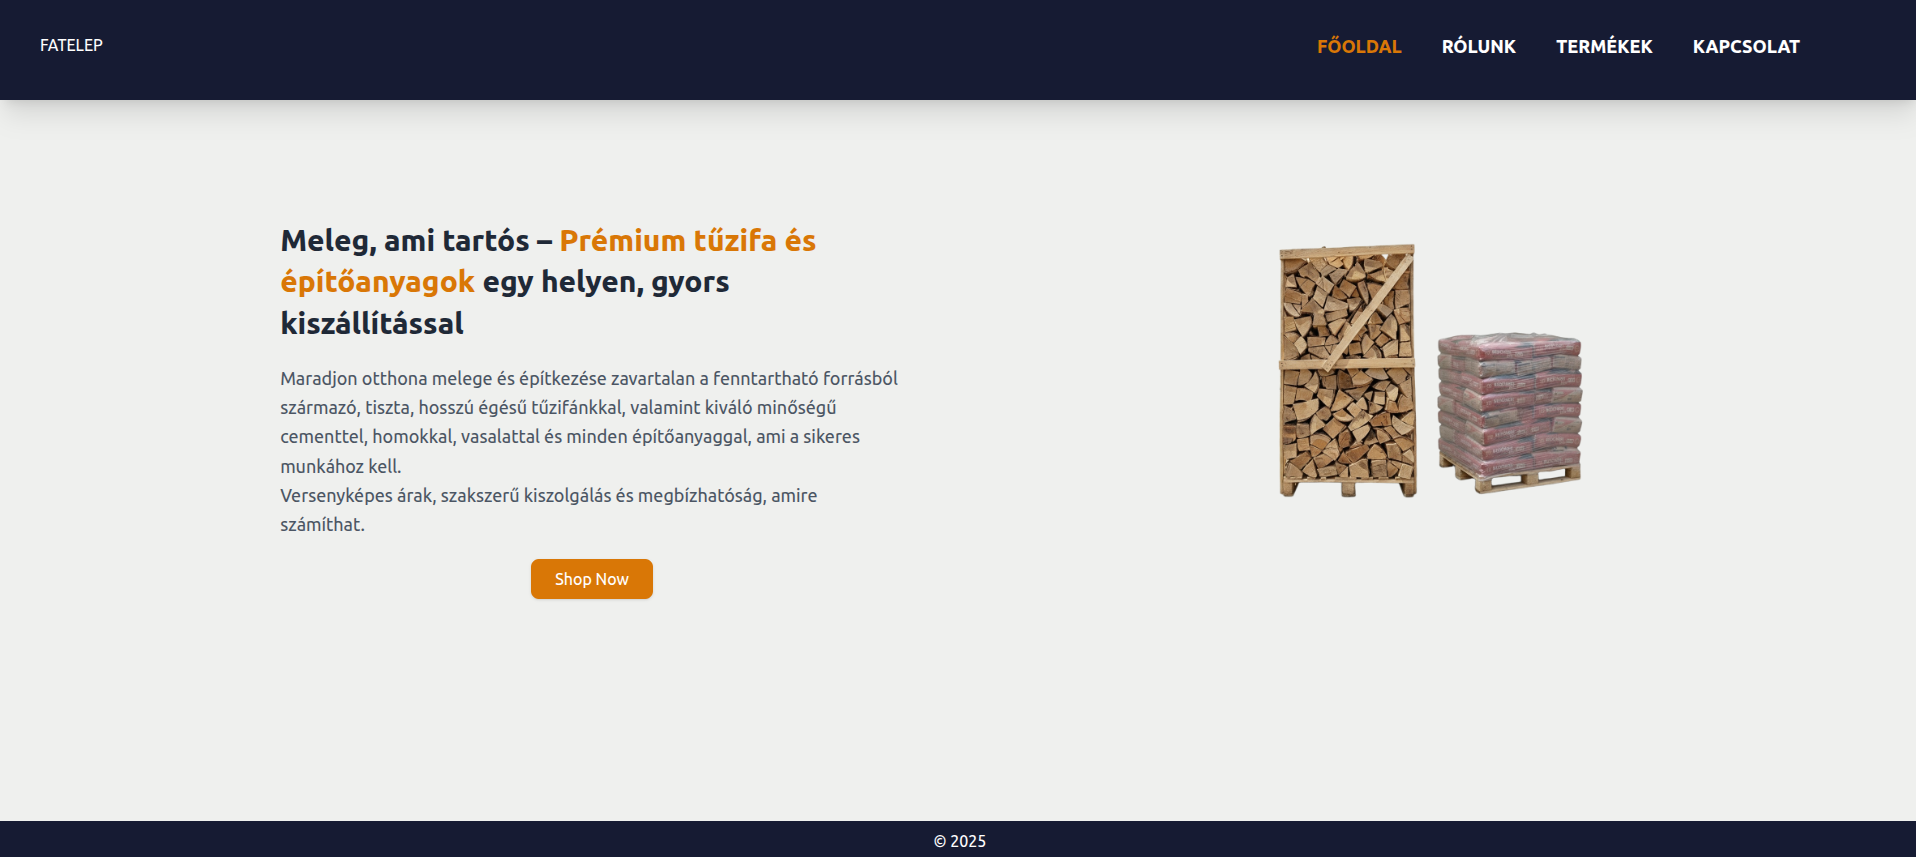 FATELEP
FŐOLDAL RÓLUNK TERMÉKEK KAPCSOLAT
Meleg, ami tartós – Prémium tűzifa és
építőanyagok egy helyen, gyors
kiszállítással
Maradjon otthona melege és építkezése zavartalan a fenntartható forrásból
származó, tiszta, hosszú égésű tűzifánkkal, valamint kiváló minőségű
cementtel, homokkal, vasalattal és minden építőanyaggal, ami a sikeres
munkához kell.
Versenyképes árak, szakszerű kiszolgálás és megbízhatóság, amire
számíthat.
Shop Now
© 2025